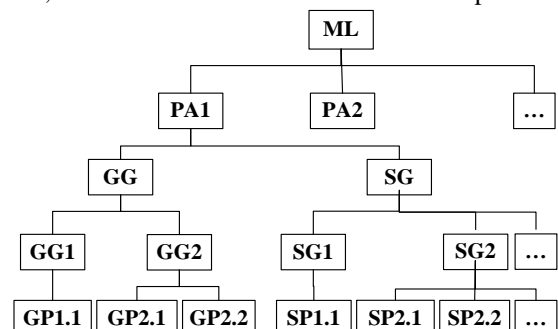 ML
PA1 PA2 ...
GG SG
GG1 GG2 SG1 SG2 ...
GP1.1 GP2.1 GP2.2 SP1.1 SP2.1 SP2.2 ...